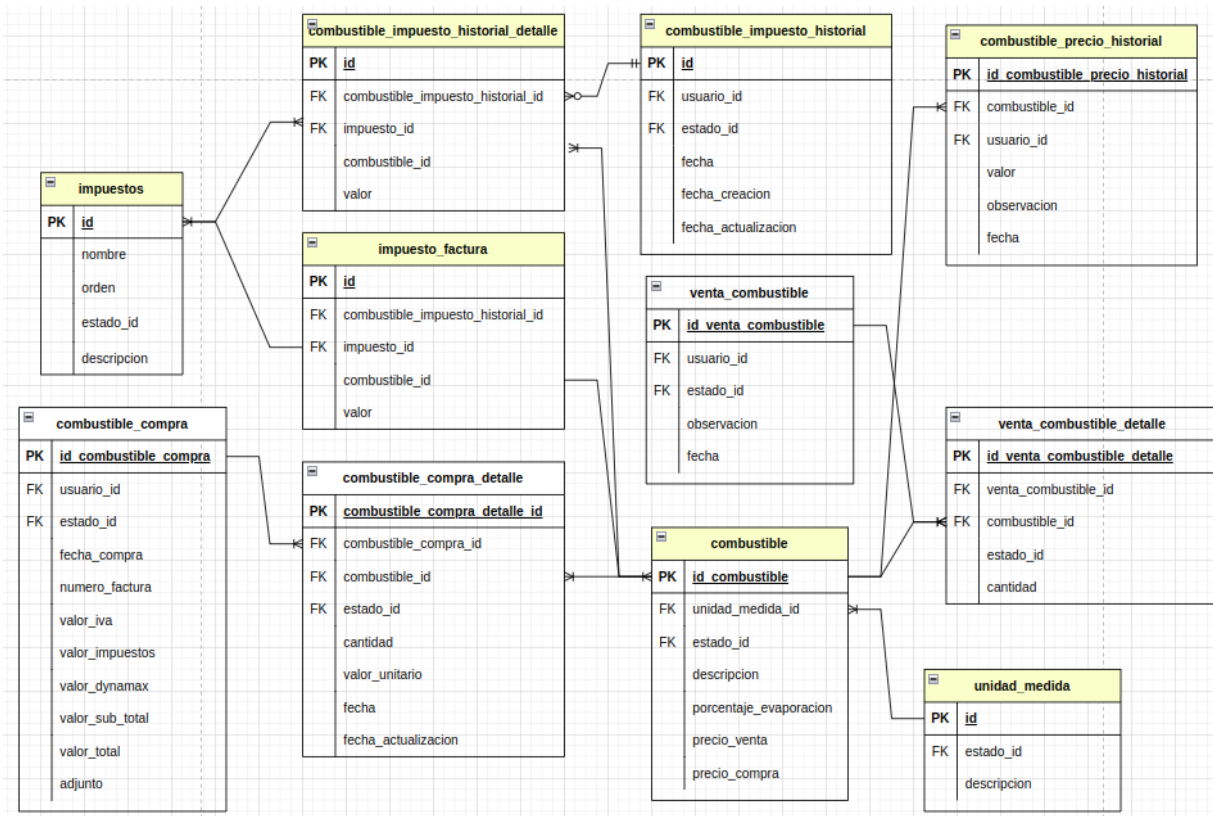 combustible_impuesto_historial_detalle
PK id
FK combustible_impuesto_historial_id
FK impuesto_id
combustible_id
valor
combustible_impuesto_historial
PK id
FK usuario_id
FK estado_id
fecha
fecha_creacion
fecha_actualizacion
combustible_precio_historial
PK id_combustible_precio_historial
FK combustible_id
FK usuario_id
valor
observacion
fecha
impuestos
PK id
nombre
orden
estado_id
descripcion
impuesto_factura
PK id
FK combustible_impuesto_historial_id
FK impuesto_id
combustible_id
valor
venta_combustible
PK id_venta_combustible
FK usuario_id
FK estado_id
observacion
fecha
combustible_compra
PK id_combustible_compra
FK usuario_id
FK estado_id
fecha_compra
numero_factura
valor_iva
valor_impuestos
valor_dynamax
valor_sub_total
valor_total
adjunto
combustible_compra_detalle
PK combustible_compra_detalle_id
FK combustible_compra_id
FK combustible_id
FK estado_id
cantidad
valor_unitario
fecha
fecha_actualizacion
combustible
PK id_combustible
FK unidad_medida_id
FK estado_id
descripcion
porcentaje_evaporacion
precio_venta
precio_compra
venta_combustible_detalle
PK id_venta_combustible_detalle
FK venta_combustible_id
FK combustible_id
estado_id
cantidad
unidad_medida
PK id
FK estado_id
descripcion